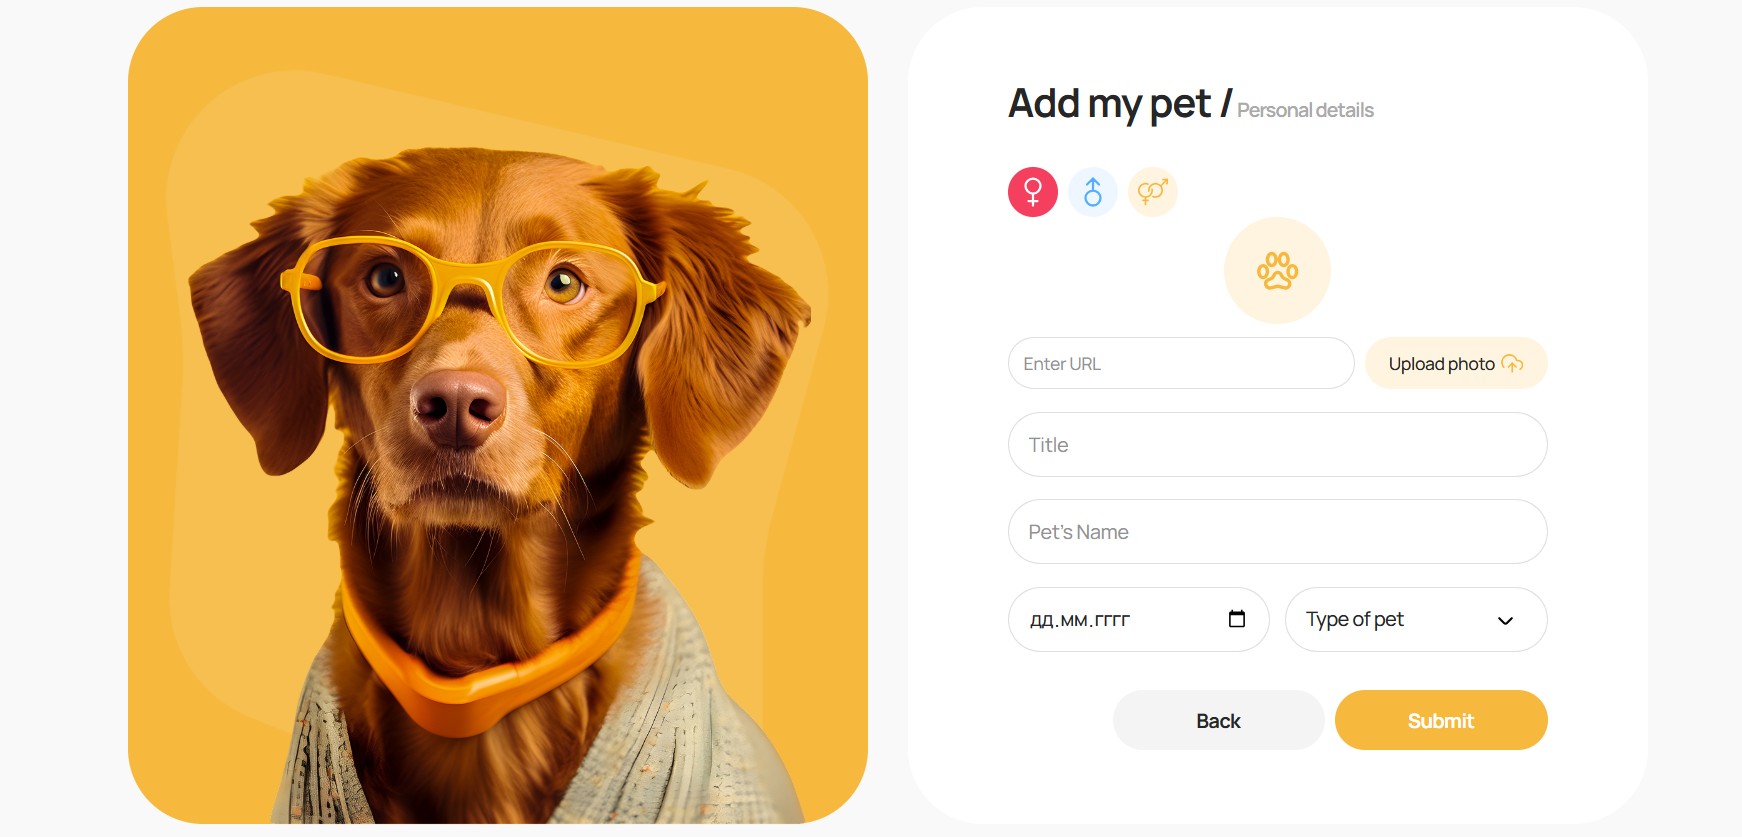 Add my pet / Personal details
Enter URL
Upload photo
Title
Pet's Name
дд.мм.гггг
Type of pet
Back
Submit